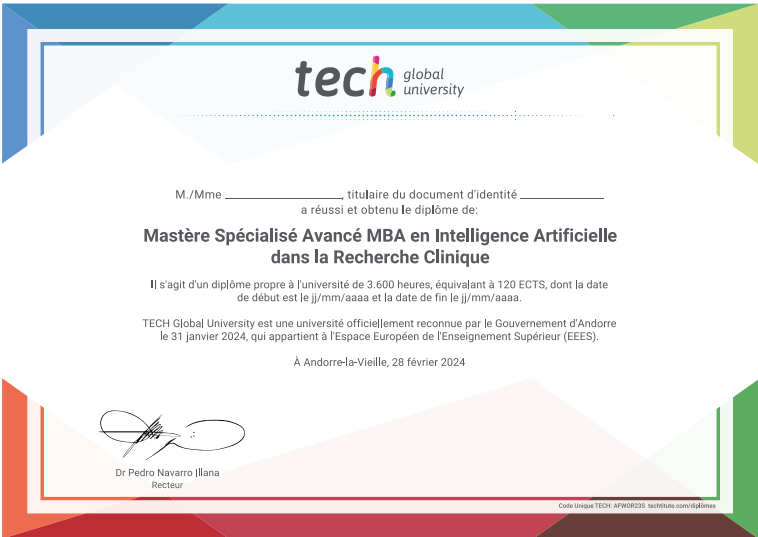 tech global university
M./Mme ____________________, titulaire du document d'identité ______________
a réussi et obtenu le diplôme de:
Mastère Spécialisé Avancé MBA en Intelligence Artificielle
dans la Recherche Clinique
Il s'agit d'un diplôme propre à l'université de 3.600 heures, équivalant à 120 ECTS, dont la date
de début est le jj/mm/aaaa et la date de fin le jj/mm/aaaa.
TECH Global University est une université officiellement reconnue par le Gouvernement d'Andorre
le 31 janvier 2024, qui appartient à l'Espace Européen de l'Enseignement Supérieur (EEES).
À Andorre-la-Vieille, 28 février 2024
Dr Pedro Navarro Illana
Recteur
Code Unique TECH: AFWOR23S techtitute.com/diplômes